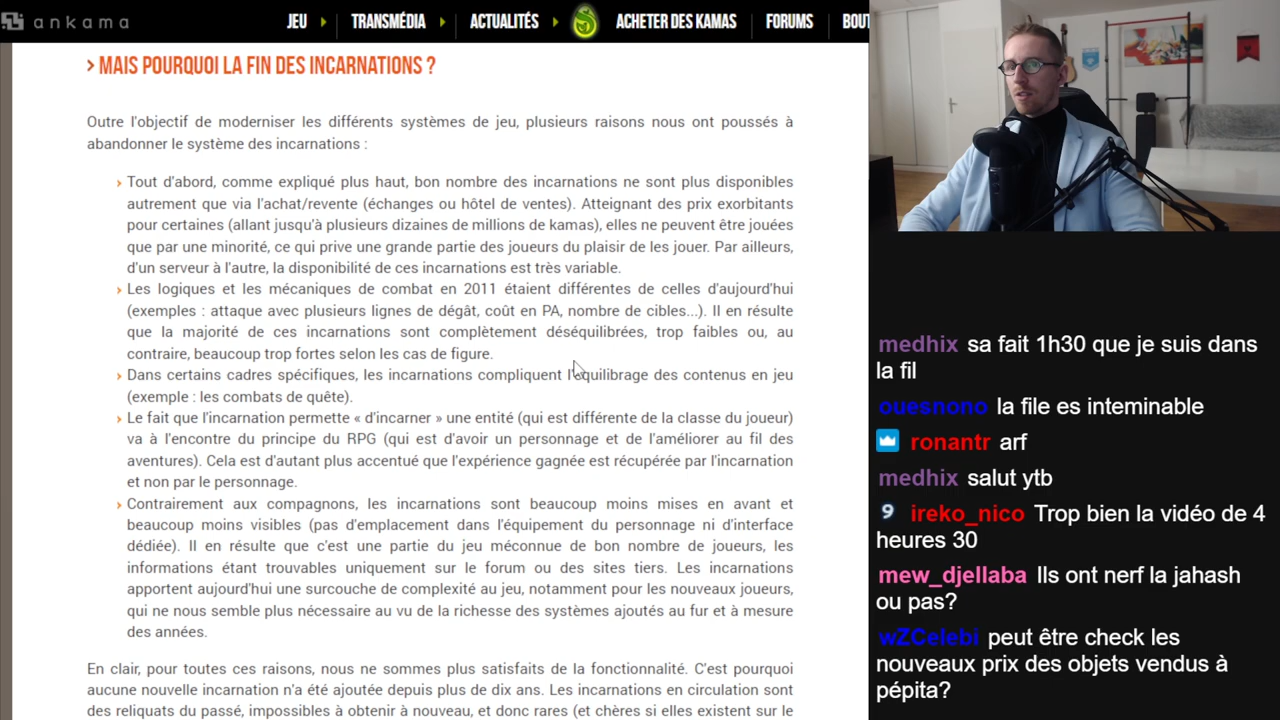 ankama
JEU
TRANSMÉDIA
ACTUALITÉS
ACHETER DES KAMAS
FORUMS
BOUT
> MAIS POURQUOI LA FIN DES INCARNATIONS ?
Outre l'objectif de moderniser les différents systèmes de jeu, plusieurs raisons nous ont poussés à
abandonner le système des incarnations :
Tout d'abord, comme expliqué plus haut, bon nombre des incarnations ne sont plus disponibles
autrement que via l'achat/revente (échanges ou hôtel de ventes). Atteignant des prix exorbitants
pour certaines (allant jusqu'à plusieurs dizaines de millions de kamas), elles ne peuvent être jouées
que par une minorité, ce qui prive une grande partie des joueurs du plaisir de les jouer. Par ailleurs,
d'un serveur à l'autre, la disponibilité de ces incarnations est très variable.
Les logiques et les mécaniques de combat en 2011 étaient différentes de celles d'aujourd'hui
(exemples : attaque avec plusieurs lignes de dégât, coût en PA, nombre de cibles...). Il en résulte
que la majorité de ces incarnations sont complètement déséquilibrées, trop faibles ou, au
contraire, beaucoup trop fortes selon les cas de figure.
Dans certains cadres spécifiques, les incarnations compliquent l'équilibrage des contenus en jeu
(exemple : les combats de quête).
Le fait que l'incarnation permette « d'incarner » une entité (qui est différente de la classe du joueur)
va à l'encontre du principe du RPG (qui est d'avoir un personnage et de l'améliorer au fil des
aventures). Cela est d'autant plus accentué que l'expérience gagnée est récupérée par l'incarnation
et non par le personnage.
Contrairement aux compagnons, les incarnations sont beaucoup moins mises en avant et
beaucoup moins visibles (pas d'emplacement dans l'équipement du personnage ni d'interface
dédiée). Il en résulte que c'est une partie du jeu méconnue de bon nombre de joueurs, les
informations étant trouvables uniquement sur le forum ou des sites tiers. Les incarnations
apportent aujourd'hui une surcouche de complexité au jeu, notamment pour les nouveaux joueurs,
qui ne nous semble plus nécessaire au vu de la richesse des systèmes ajoutés au fur et à mesure
des années.
En clair, pour toutes ces raisons, nous ne sommes plus satisfaits de la fonctionnalité. C'est pourquoi
aucune nouvelle incarnation n'a été ajoutée depuis plus de dix ans. Les incarnations en circulation sont
des reliquats du passé, impossibles à obtenir à nouveau, et donc rares (et chères si elles existent sur le
medhix sa fait 1h30 que je suis dans
la fil
ouesnono la file es inteminable
ronantr arf
medhix salut ytb
9 ireko_nico Trop bien la vidéo de 4
heures 30
mew_djellaba Ils ont nerf la jahash
ou pas?
wZCelebi peut être check les
nouveaux prix des objets vendus à
pépita?